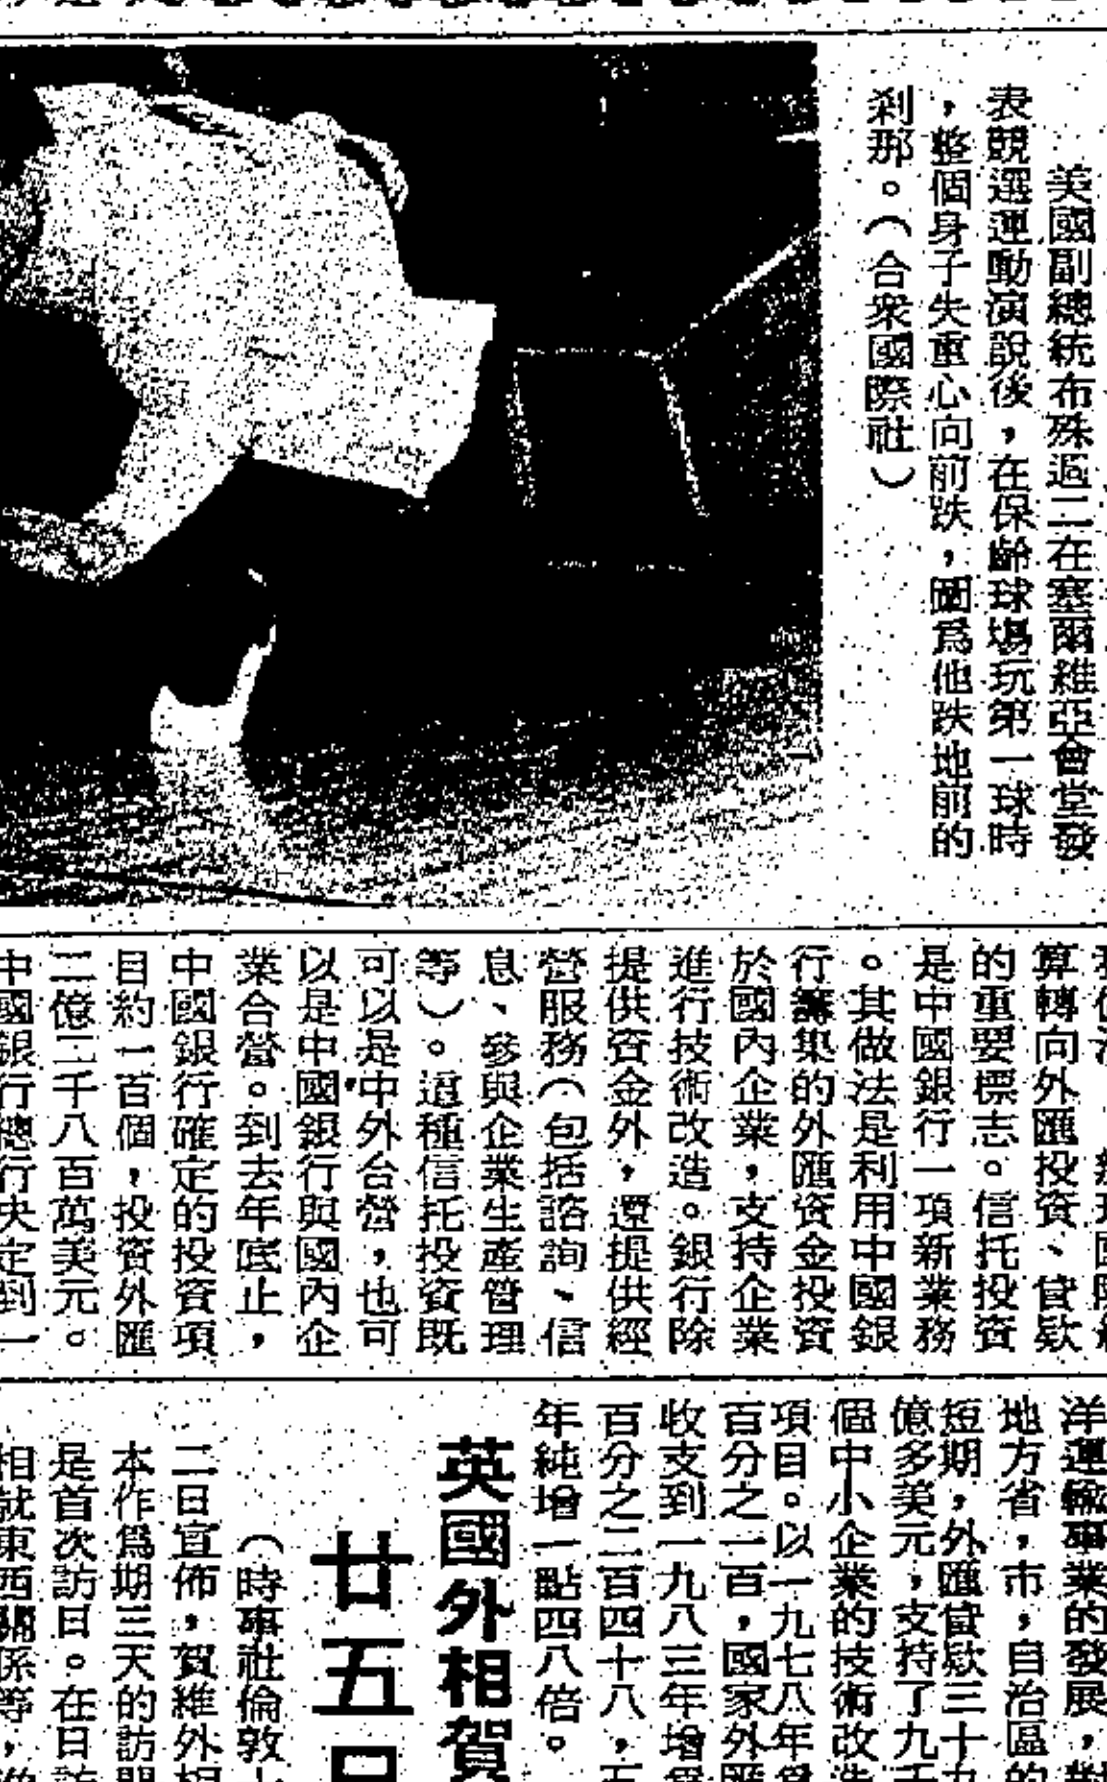 美國副總統布殊過二在塞爾維亞會堂發
表競選運動演說後，在保齡球場玩第一球時
，整個身子失重心向前跌，圖爲他跌地前的
刹那。（合衆國際社）
算轉向外匯投資、貸欵
的重要標志。信托投資
是中國銀行一項新業務
。其做法是利用中國銀
行籌集的外匯資金投資
於國內企業，支持企業
進行技術改造。銀行除
提供資金外，還提供經
營服務（包括諮詢、信
息、參與企業生產管理
等）。這種信托投資既
可以是中外合營，也可
以是中國銀行與國內企
業合營。到去年底止，
中國銀行確定的投資項
目約一百個，投資外匯
二億二千八百萬美元。
中國銀行總行決定到一
洋運輸事業的發展，對
地方省，市，自治區的
短期，外匯貸欵三十九
億多美元，支持了九千
個中小企業的技術改造
項目。以一九七八年爲
百分之一百，國家外匯
收支到一九八三年增爲
百分之二百四十八，五
年純增一點四八倍。
英國外相賀
廿五日
（時事社倫敦十
二日宣佈，賀維外相
本作爲期三天的訪問
是首次訪日。在日訪
相就東西關係等，